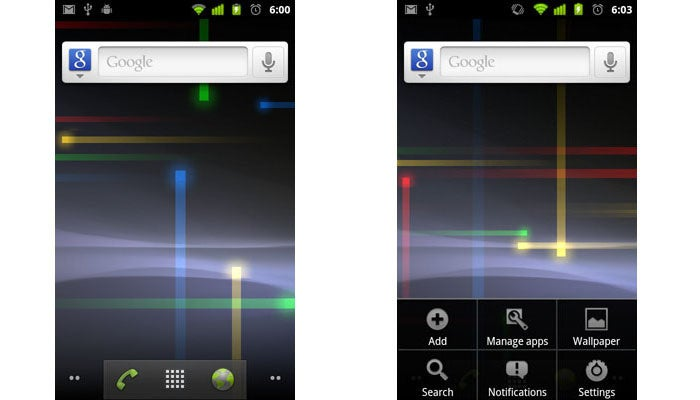 6:00
g Google
6:03
g Google
Add Manage apps Wallpaper
Search Notifications Settings